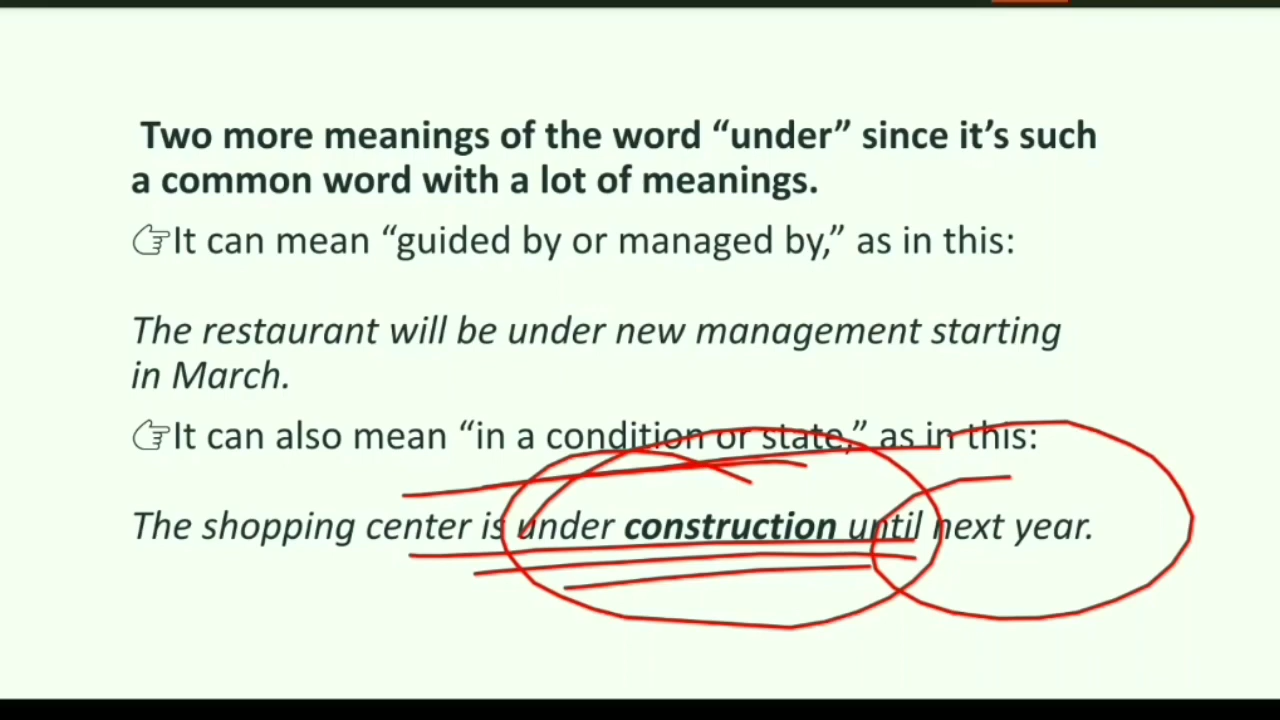 Two more meanings of the word “under” since it’s such
a common word with a lot of meanings.
☞It can mean “guided by or managed by,” as in this:
The restaurant will be under new management starting
in March.
☞It can also mean “in a condition or state,” as in this:
The shopping center is under construction until next year.